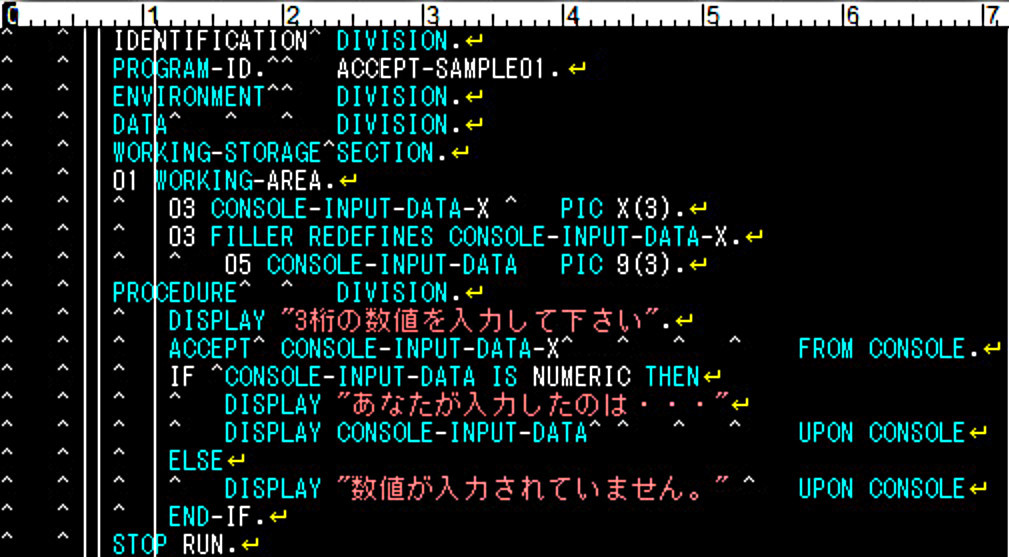 0 1 2 3 4 5 6 7
IDENTIFICATION^ DIVISION.↵
^ ^ PROGRAM-ID.^^ ACCEPT-SAMPLE01.↵
^ ^ ENVIRONMENT^^ DIVISION.↵
^ ^ DATA^ ^ ^ DIVISION.↵
^ ^ WORKING-STORAGE^SECTION.↵
^ ^ 01 WORKING-AREA.↵
^ ^ ^ 03 CONSOLE-INPUT-DATA-X ^ PIC X(3).↵
^ ^ ^ 03 FILLER REDEFINES CONSOLE-INPUT-DATA-X.↵
^ ^ ^ ^ 05 CONSOLE-INPUT-DATA PIC 9(3).↵
^ ^ PROCEDURE^ ^ DIVISION.↵
^ ^ ^ DISPLAY "3桁の数値を入力して下さい".↵
^ ^ ^ ACCEPT^ CONSOLE-INPUT-DATA-X^ ^ ^ ^ FROM CONSOLE.↵
^ ^ ^ IF ^CONSOLE-INPUT-DATA IS NUMERIC THEN↵
^ ^ ^ ^ DISPLAY "あなたが入力したのは・・・"↵
^ ^ ^ ^ DISPLAY CONSOLE-INPUT-DATA^ ^ ^ ^ UPON CONSOLE↵
^ ^ ^ ELSE↵
^ ^ ^ ^ DISPLAY "数値が入力されていません。" ^ UPON CONSOLE↵
^ ^ ^ END-IF.↵
^ ^ STOP RUN.↵